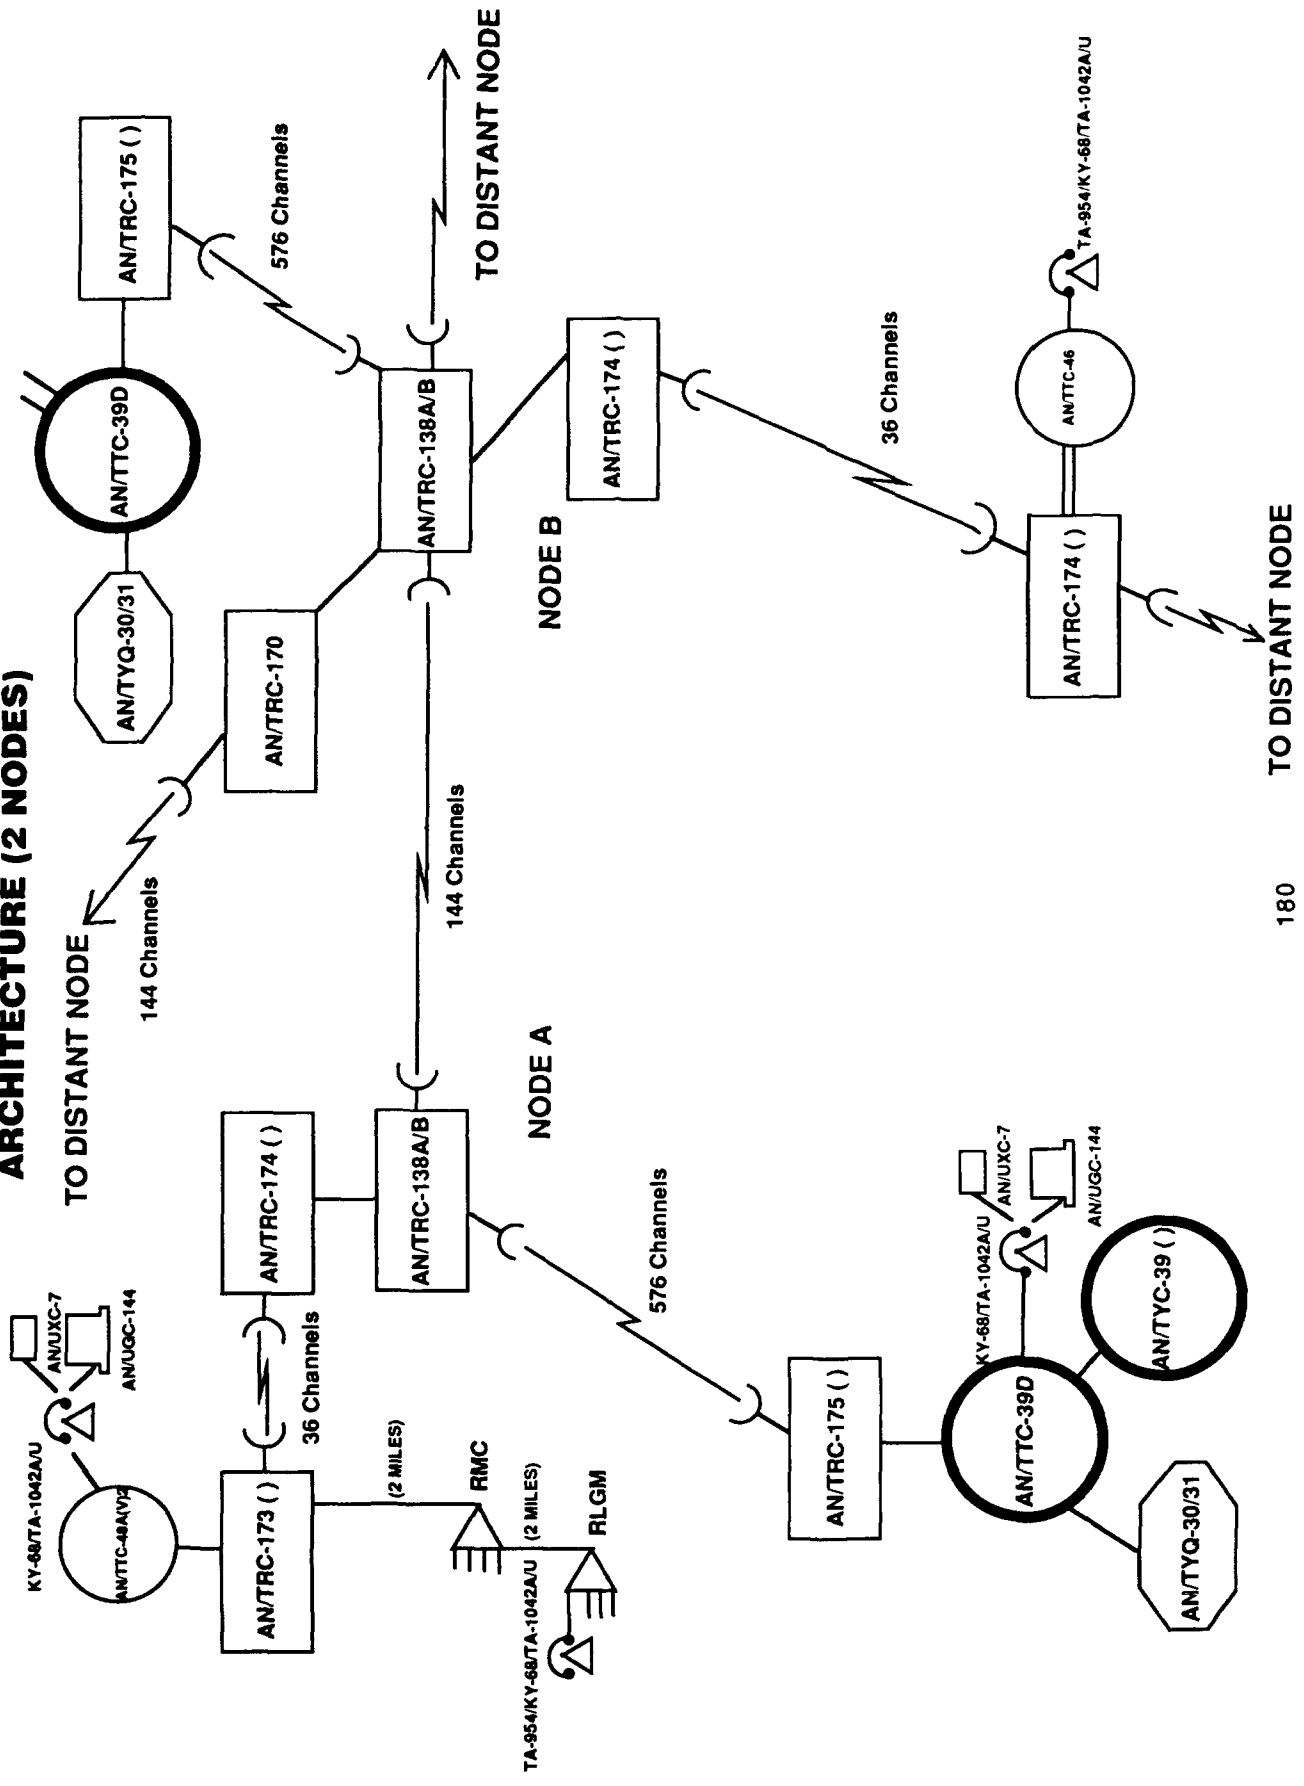 ARCHITECTURE (2 NODES)
KY-68/TA-1042A/U
AN/UXC-7
AN/UGC-144
AN/TTC-48A(V)2
AN/TRC-173 ( )
36 Channels
AN/TRC-174 ( )
(2 MILES)
RMC
(2 MILES)
RLGM
TA-954/KY-68/TA-1042A/U
AN/TRC-138A/B
NODE A
576 Channels
AN/TRC-175 ( )
AN/TTC-39D
KY-68/TA-1042A/U
AN/UXC-7
AN/UGC-144
AN/TYC-39 ( )
AN/TYQ-30/31
TO DISTANT NODE
144 Channels
AN/TRC-170
144 Channels
AN/TYQ-30/31
AN/TTC-39D
AN/TRC-175 ( )
576 Channels
AN/TRC-138A/B
TO DISTANT NODE
NODE B
AN/TRC-174 ( )
36 Channels
AN/TRC-174 ( )
AN/TTC-46
TA-954/KY-68/TA-1042A/U
TO DISTANT NODE
180